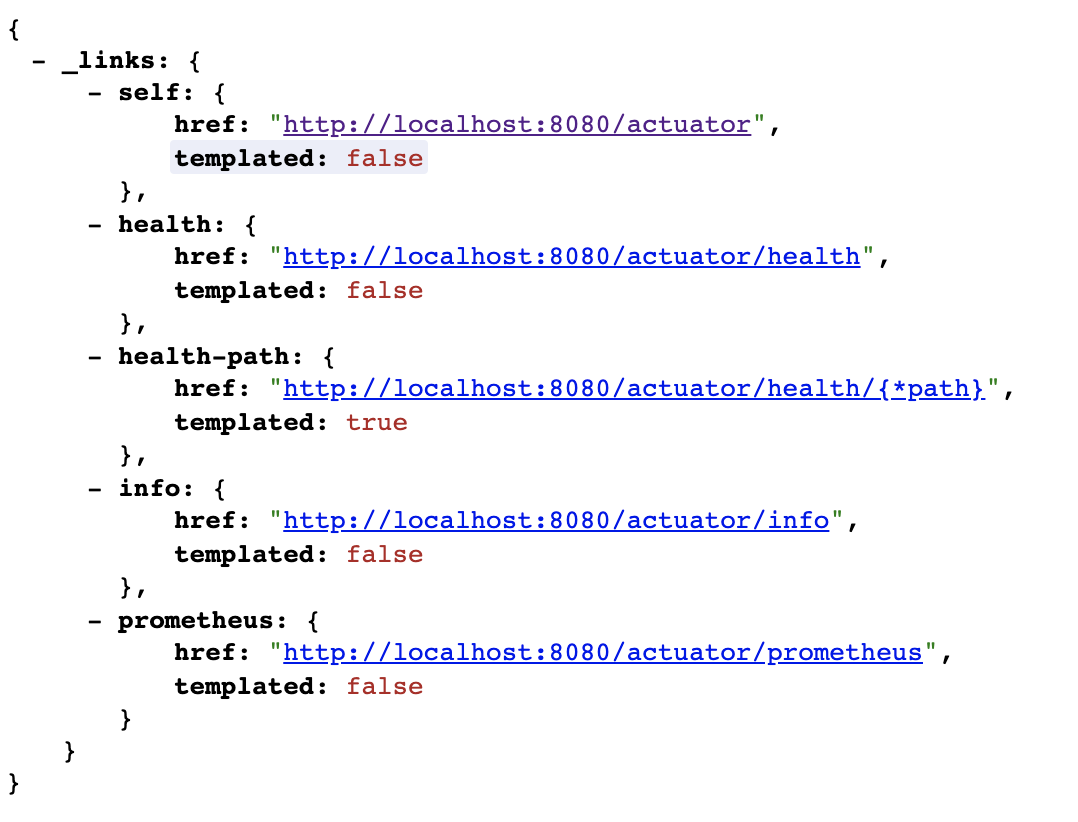 {
- _links: {
- self: {
href: "http://localhost:8080/actuator",
templated: false
},
- health: {
href: "http://localhost:8080/actuator/health",
templated: false
},
- health-path: {
href: "http://localhost:8080/actuator/health/{*path}",
templated: true
},
- info: {
href: "http://localhost:8080/actuator/info",
templated: false
},
- prometheus: {
href: "http://localhost:8080/actuator/prometheus",
templated: false
}
}
}